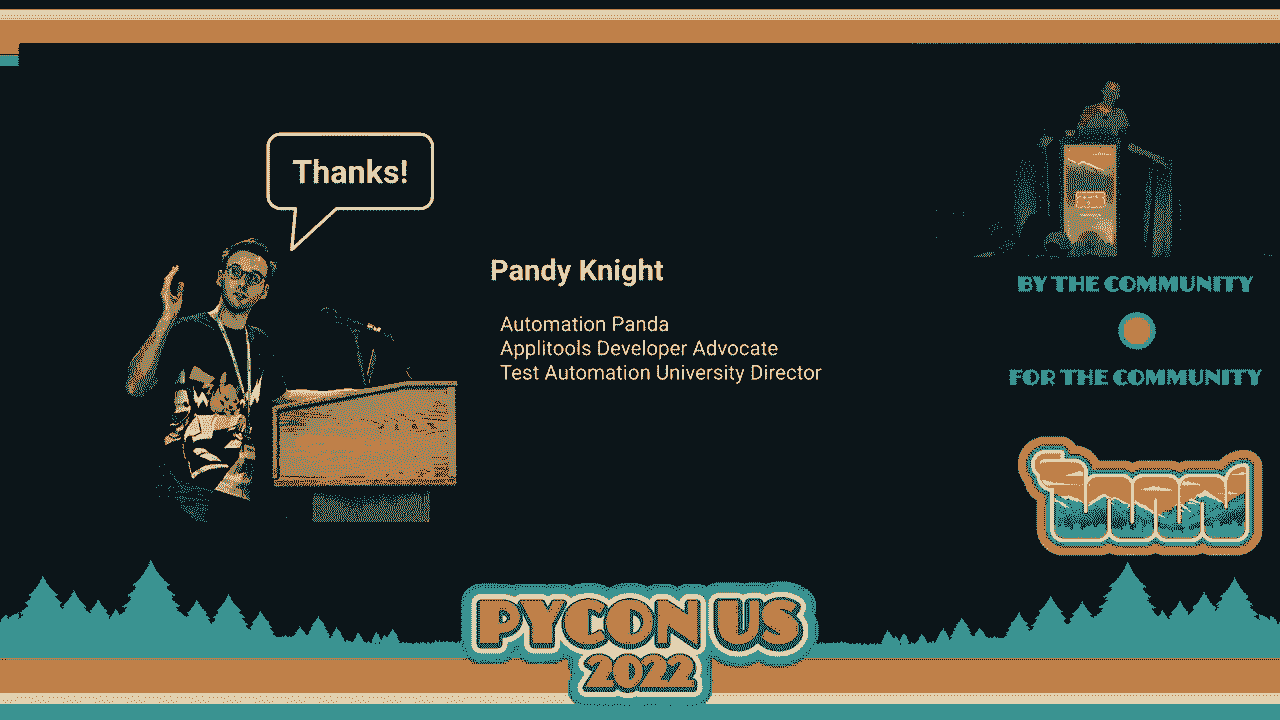 Thanks!
Pandy Knight
Automation Panda
Applitools Developer Advocate
Test Automation University Director
BY THE COMMUNITY
FOR THE COMMUNITY
PYCON US
2022